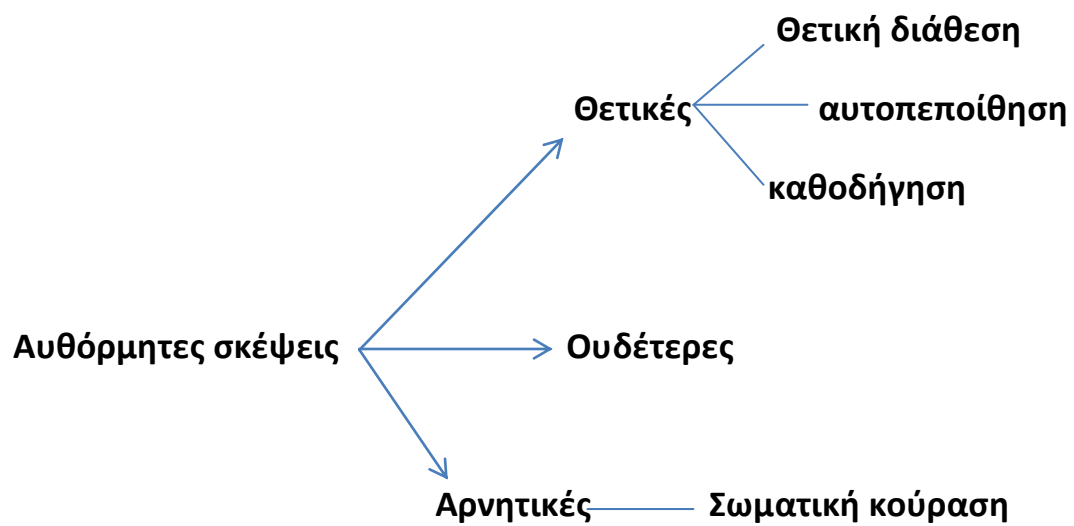 Θετική διάθεση
Θετικές
αυτοπεποίθηση
καθοδήγηση
Αυθόρμητες σκέψεις
Ουδέτερες
Αρνητικές
Σωματική κούραση